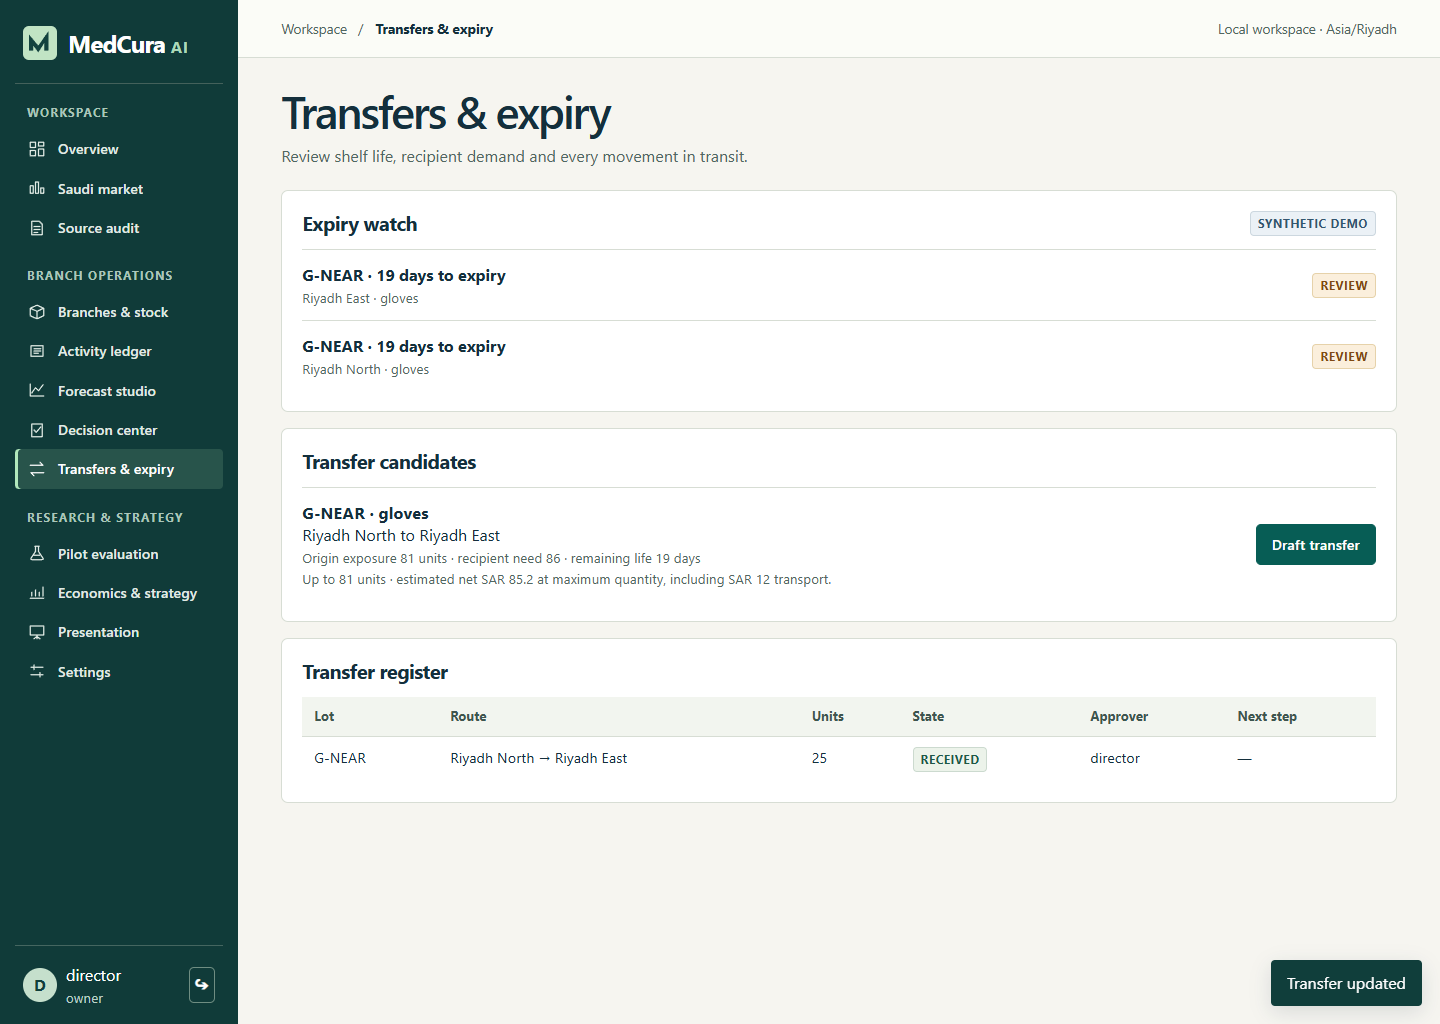 MedCura AI
WORKSPACE
Overview
Saudi market
Source audit
BRANCH OPERATIONS
Branches & stock
Activity ledger
Forecast studio
Decision center
Transfers & expiry
RESEARCH & STRATEGY
Pilot evaluation
Economics & strategy
Presentation
Settings
D
director
owner
Workspace / Transfers & expiry
Local workspace · Asia/Riyadh
Transfers & expiry
Review shelf life, recipient demand and every movement in transit.
Expiry watch
SYNTHETIC DEMO
G-NEAR · 19 days to expiry
Riyadh East · gloves
REVIEW
G-NEAR · 19 days to expiry
Riyadh North · gloves
REVIEW
Transfer candidates
G-NEAR · gloves
Riyadh North to Riyadh East
Origin exposure 81 units · recipient need 86 · remaining life 19 days
Up to 81 units · estimated net SAR 85.2 at maximum quantity, including SAR 12 transport.
Draft transfer
Transfer register
Lot Route Units State Approver Next step
G-NEAR Riyadh North → Riyadh East 25 RECEIVED director —
Transfer updated